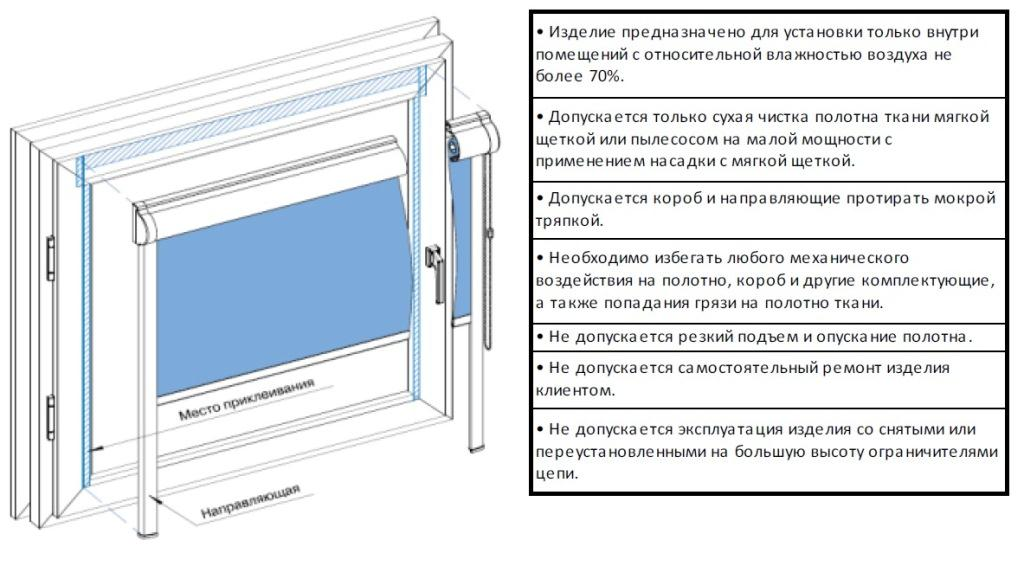 Место приклеивания
Направляющая
• Изделие предназначено для установки только внутри
помещений с относительной влажностью воздуха не
более 70%.
• Допускается только сухая чистка полотна ткани мягкой
щеткой или пылесосом на малой мощности с
применением насадки с мягкой щеткой.
• Допускается короб и направляющие протирать мокрой
тряпкой.
• Необходимо избегать любого механического
воздействия на полотно, короб и другие комплектующие,
а также попадания грязи на полотно ткани.
• Не допускается резкий подъем и опускание полотна.
• Не допускается самостоятельный ремонт изделия
клиентом.
• Не допускается эксплуатация изделия со снятыми или
переустановленными на большую высоту ограничителями
цепи.